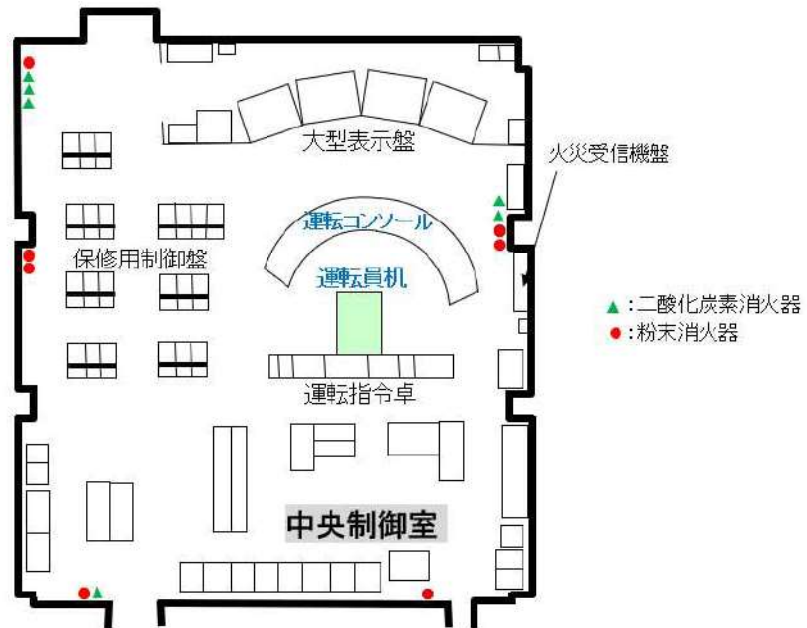 大型表示盤
火災受信機盤
運転コンソール
保修用制御盤
運転員机
▲:二酸化炭素消火器
●:粉末消火器
運転指令卓
中央制御室